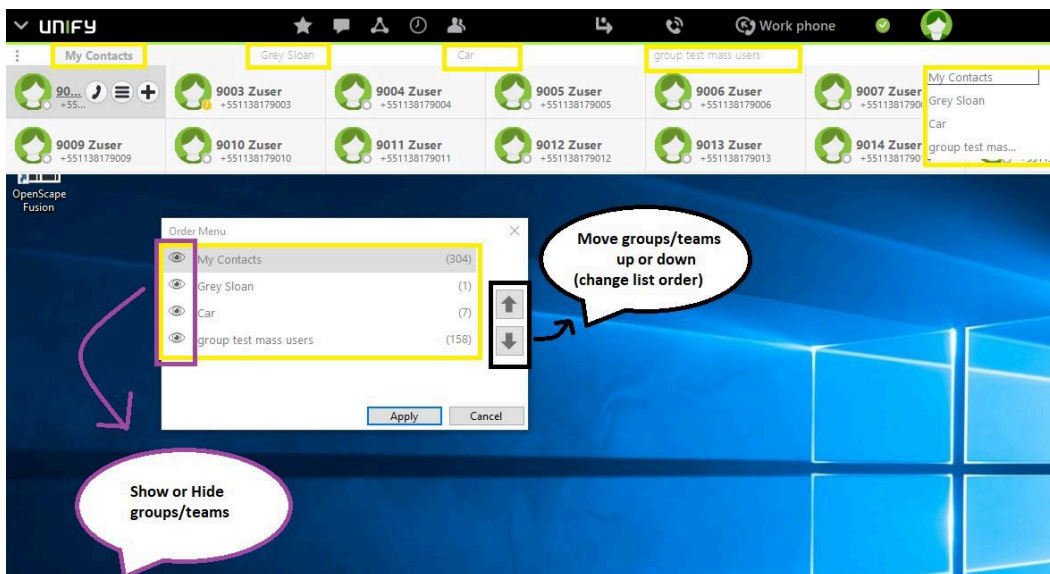 UNIFY
Work phone
My Contacts
Grey Sloan
Car
group test mass users
90...
+55...
9003 Zuser
+551138179003
9004 Zuser
+551138179004
9005 Zuser
+551138179005
9006 Zuser
+551138179006
9007 Zuser
My Contacts
Grey Sloan
Car
group test mas...
9009 Zuser
+551138179009
9010 Zuser
+551138179010
9011 Zuser
+551138179011
9012 Zuser
+551138179012
9013 Zuser
+551138179013
9014 Zuser
OpenScape
Fusion
Order Menu
My Contacts (304)
Grey Sloan (1)
Car (7)
group test mass users (158)
Apply Cancel
Move groups/teams
up or down
(change list order)
Show or Hide
groups/teams